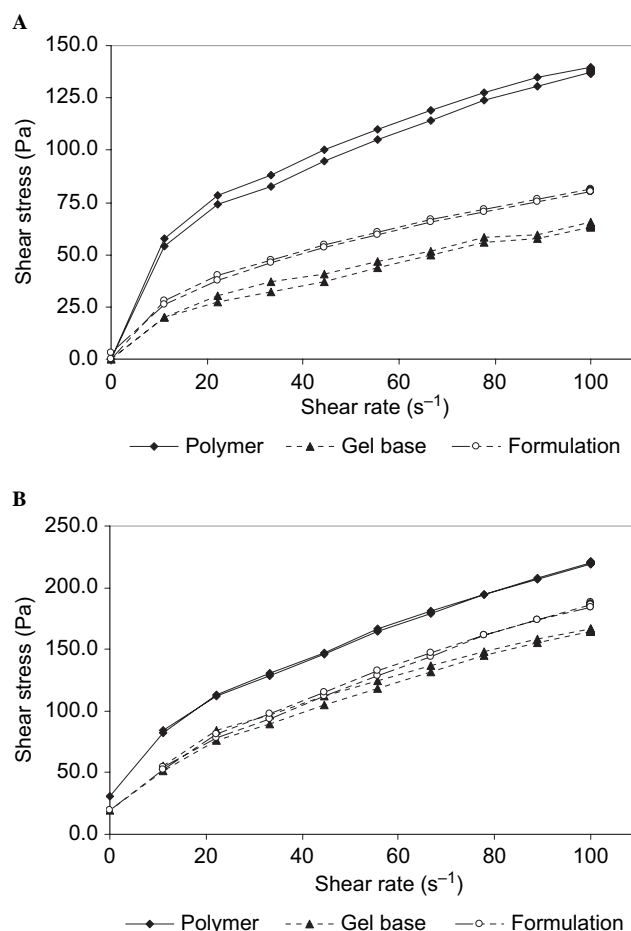 A
150.0
125.0
100.0
75.0
50.0
25.0
0.0
Shear stress (Pa)
0 20 40 60 80 100
Shear rate (s⁻¹)
Polymer Gel base Formulation
B
250.0
200.0
150.0
100.0
50.0
0.0
Shear stress (Pa)
0 20 40 60 80 100
Shear rate (s⁻¹)
Polymer Gel base Formulation